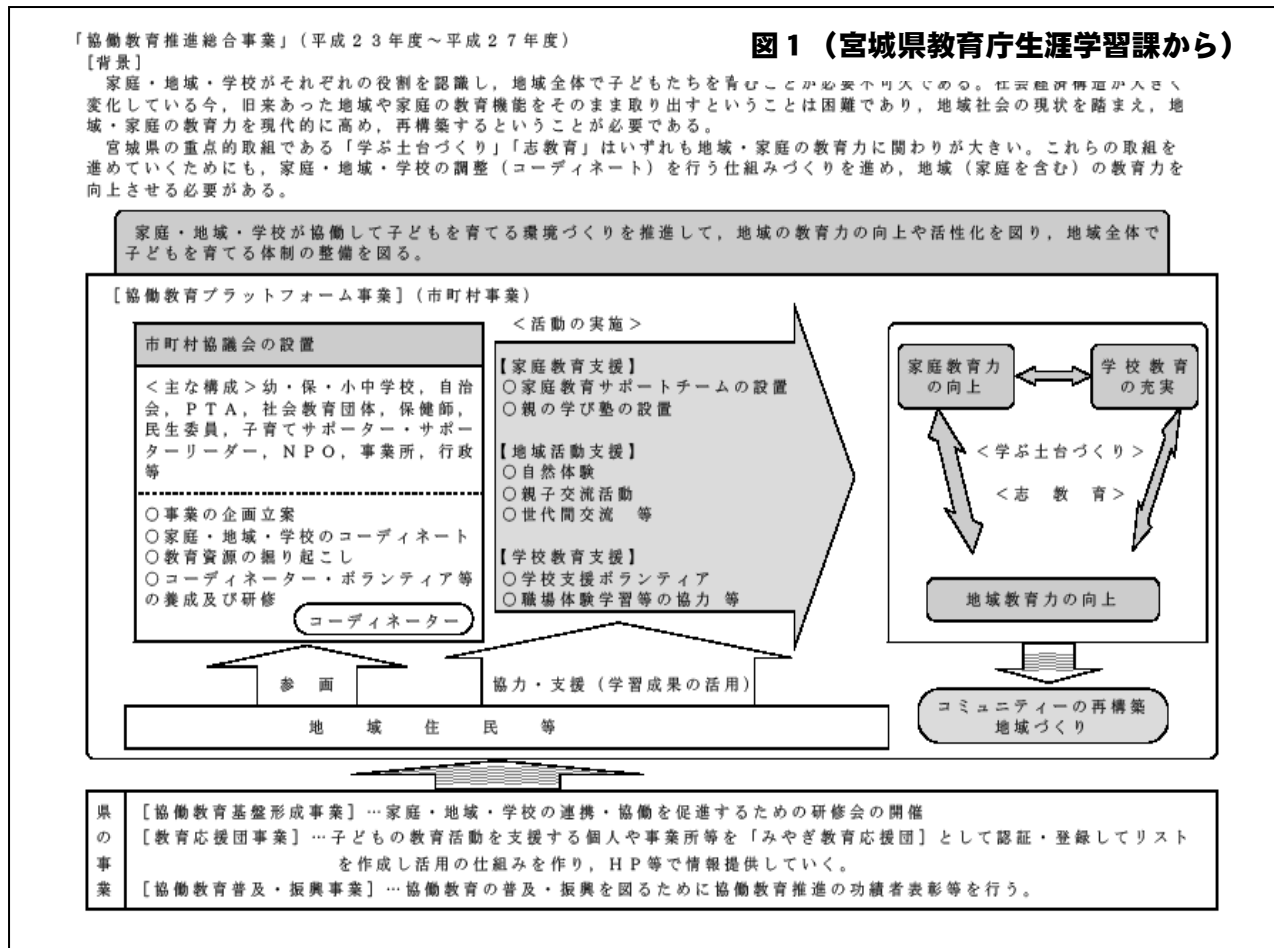 「協働教育推進総合事業」(平成23年度~平成27年度)
図1(宮城県教育庁生涯学習課から)
[背景]
家庭・地域・学校がそれぞれの役割を認識し,地域全体で子どもたちを育むことが必要不可欠である。社会経済構造が大きく
変化している今,旧来あった地域や家庭の教育機能をそのまま取り出すということは困難であり,地域社会の現状を踏まえ,地
域・家庭の教育力を現代的に高め,再構築するということが必要である。
宮城県の重点的取組である「学ぶ土台づくり」「志教育」はいずれも地域・家庭の教育力に関わりが大きい。これらの取組を
進めていくためにも,家庭・地域・学校の調整(コーディネート)を行う仕組みづくりを進め,地域(家庭を含む)の教育力を
向上させる必要がある。
家庭・地域・学校が協働して子どもを育てる環境づくりを推進して,地域の教育力の向上や活性化を図り,地域全体で
子どもを育てる体制の整備を図る。
[協働教育プラットフォーム事業](市町村事業)
市町村協議会の設置
<主な構成>幼・保・小中学校,自治
会,PTA,社会教育団体,保健師,
民生委員,子育てサポーター・サポー
ターリーダー,NPO,事業所,行政
等
○事業の企画立案
○家庭・地域・学校のコーディネート
○教育資源の掘り起こし
○コーディネーター・ボランティア等
の養成及び研修
コーディネーター
<活動の実施>
【家庭教育支援】
○家庭教育サポートチームの設置
○親の学び塾の設置
【地域活動支援】
○自然体験
○親子交流活動
○世代間交流 等
【学校教育支援】
○学校支援ボランティア
○職場体験学習等の協力 等
家庭教育力
の向上
学校教育
の充実
<学ぶ土台づくり>
<志 教 育>
地域教育力の向上
コミュニティーの再構築
地域づくり
参 画
協力・支援(学習成果の活用)
地 域 住 民 等
県の事業
[協働教育基盤形成事業]…家庭・地域・学校の連携・協働を促進するための研修会の開催
[教育応援団事業]…子どもの教育活動を支援する個人や事業所等を「みやぎ教育応援団]として認証・登録してリスト
を作成し活用の仕組みを作り,HP等で情報提供していく。
[協働教育普及・振興事業]…協働教育の普及・振興を図るために協働教育推進の功績者表彰等を行う。